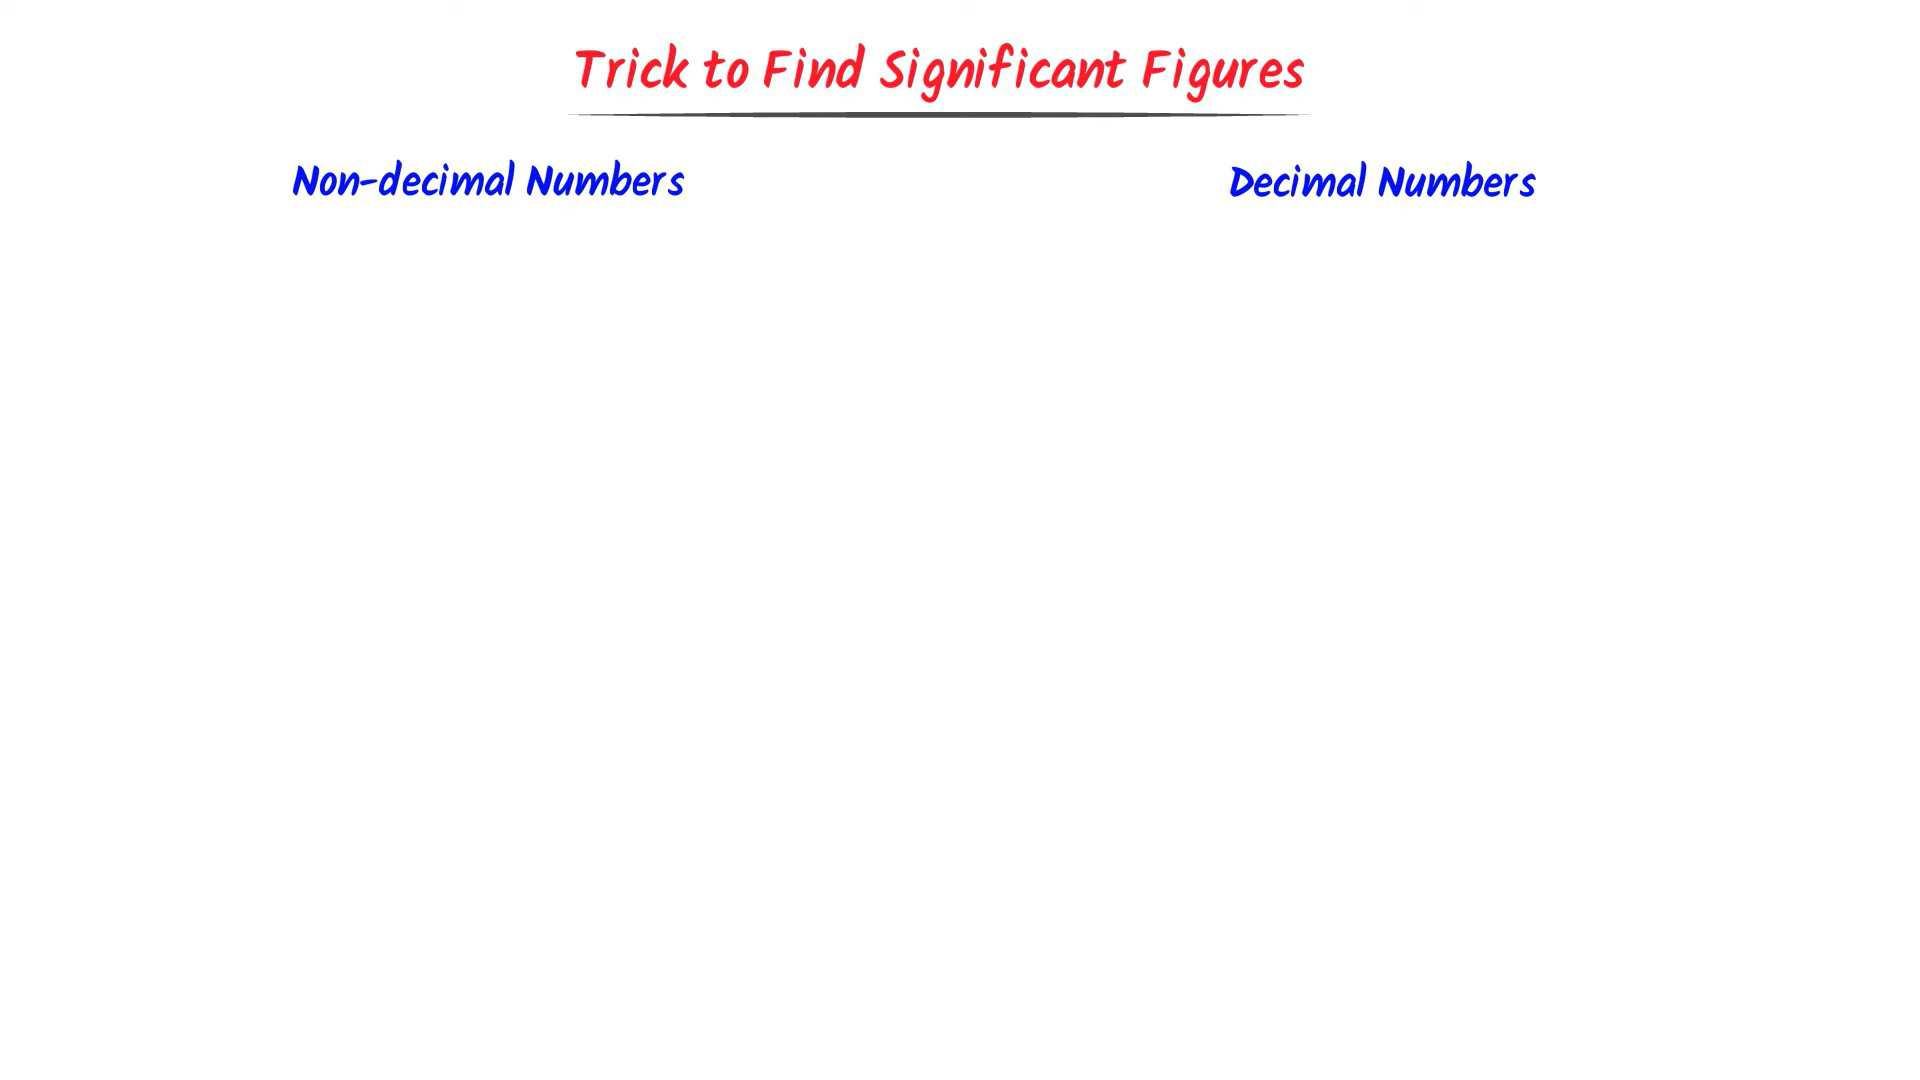 Trick to Find Significant Figures
Non-decimal Numbers
Decimal Numbers